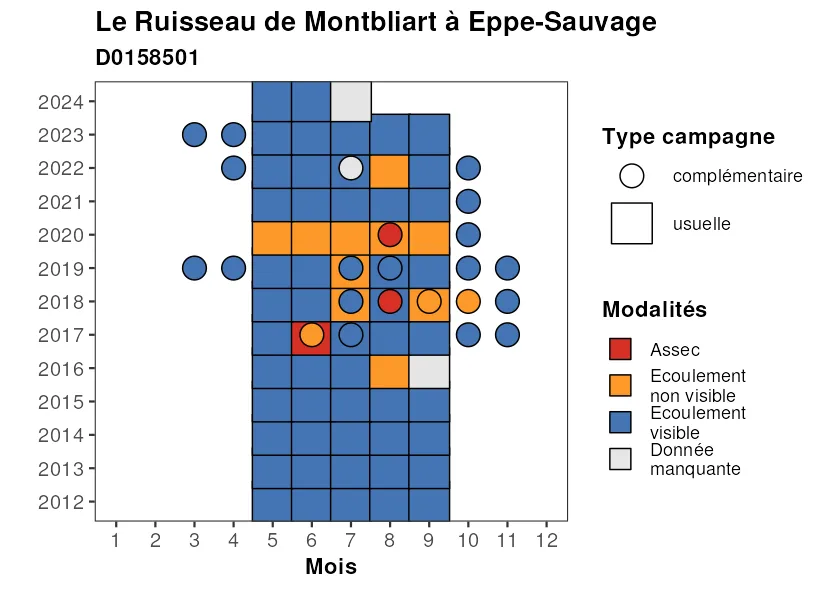 Le Ruisseau de Montbliart à Eppe-Sauvage
D0158501
2024
2023
2022
2021
2020
2019
2018
2017
2016
2015
2014
2013
2012
1 2 3 4 5 6 7 8 9 10 11 12
Mois
Type campagne
complémentaire
usuelle
Modalités
Assec
Ecoulement
non visible
Ecoulement
visible
Donnée
manquante